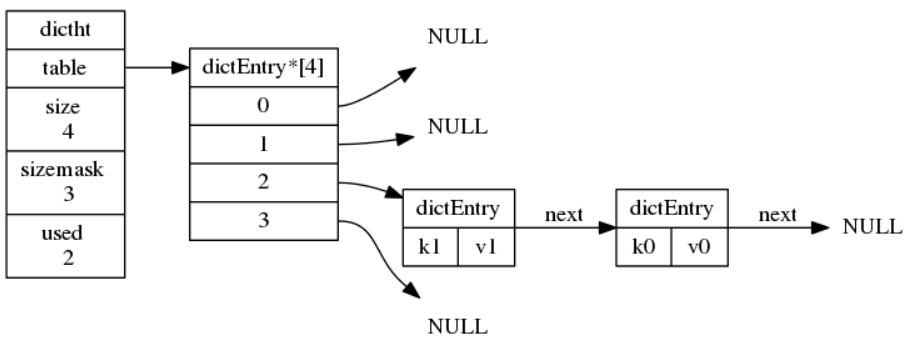 dictht
table
size
4
sizemask
3
used
2
dictEntry*[4]
0
1
2
3
NULL
NULL
dictEntry
k1 v1
next
dictEntry
k0 v0
next
NULL
NULL